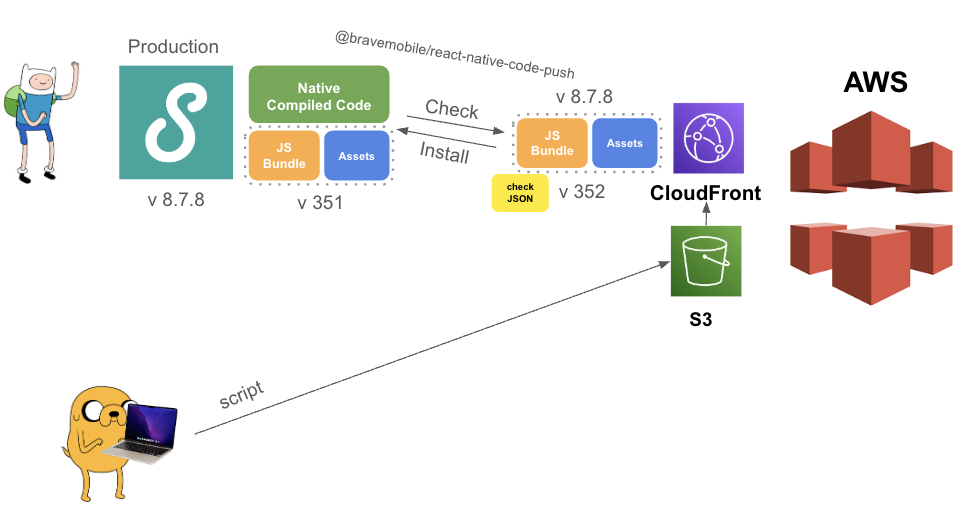 Production
@bravemobile/react-native-code-push
AWS
Native
Compiled Code
JS
Bundle
Assets
v 8.7.8
v 351
Check
Install
v 8.7.8
JS
Bundle
Assets
check
JSON
v 352
CloudFront
S3
script